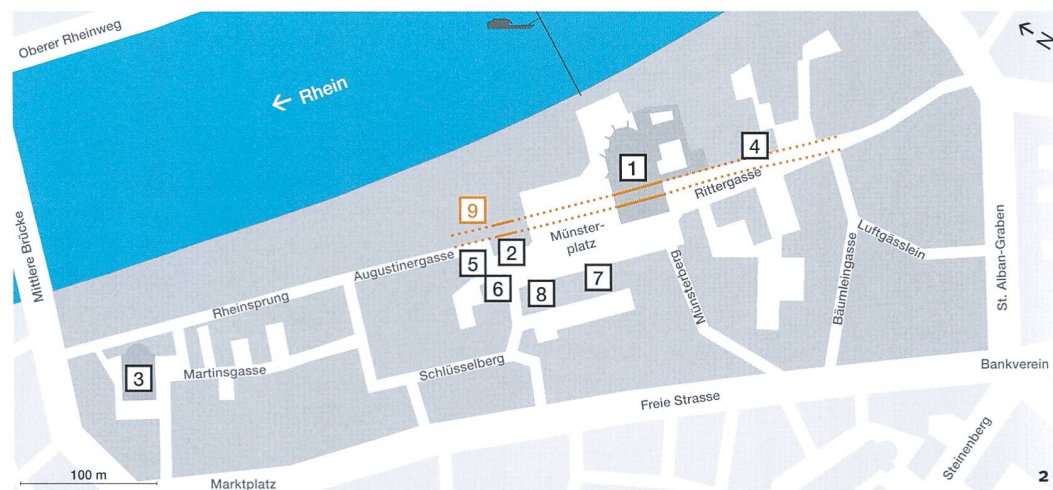 Oberer Rheinweg
N
← Rhein
Mittlere Brücke
1
4
Rittergasse
9
Münster-
platz
2
Augustinergasse
5
6
8
7
Luftgässlein
St. Alban-Graben
Bäumleingasse
Münsterberg
Rheinsprung
Martinsgasse
3
Schlüsselberg
Bankverein
Freie Strasse
Steinenberg
100 m
Marktplatz
2